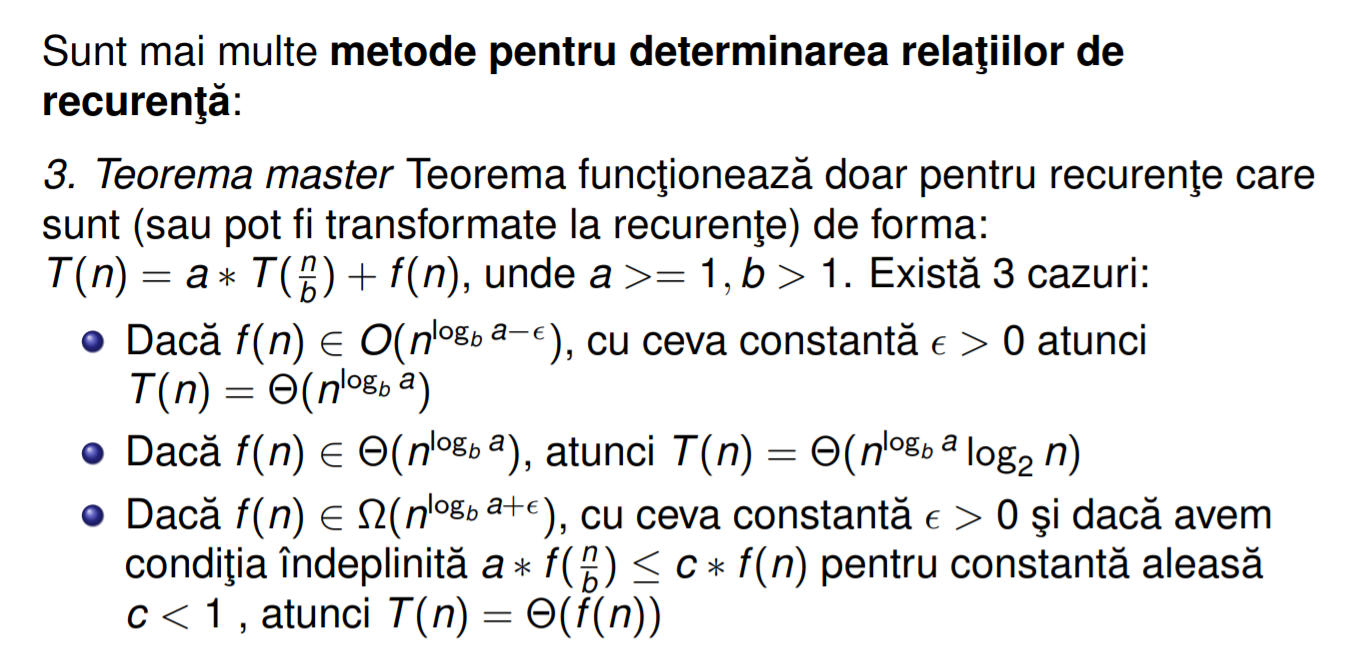 Sunt mai multe metode pentru determinarea relaţiilor de
recurenţă:
3. Teorema master Teorema funcţionează doar pentru recurenţe care
sunt (sau pot fi transformate la recurenţe) de forma:
T(n) = a ∗ T(n/b) + f(n), unde a >= 1, b > 1. Există 3 cazuri:
Dacă f(n) ∈ O(n^{log_b a−ϵ}), cu ceva constantă ϵ > 0 atunci
T(n) = Θ(n^{log_b a})
Dacă f(n) ∈ Θ(n^{log_b a}), atunci T(n) = Θ(n^{log_b a} log_2 n)
Dacă f(n) ∈ Ω(n^{log_b a+ϵ}), cu ceva constantă ϵ > 0 şi dacă avem
condiţia îndeplinită a ∗ f(n/b) ≤ c ∗ f(n) pentru constantă aleasă
c < 1 , atunci T(n) = Θ(f(n))